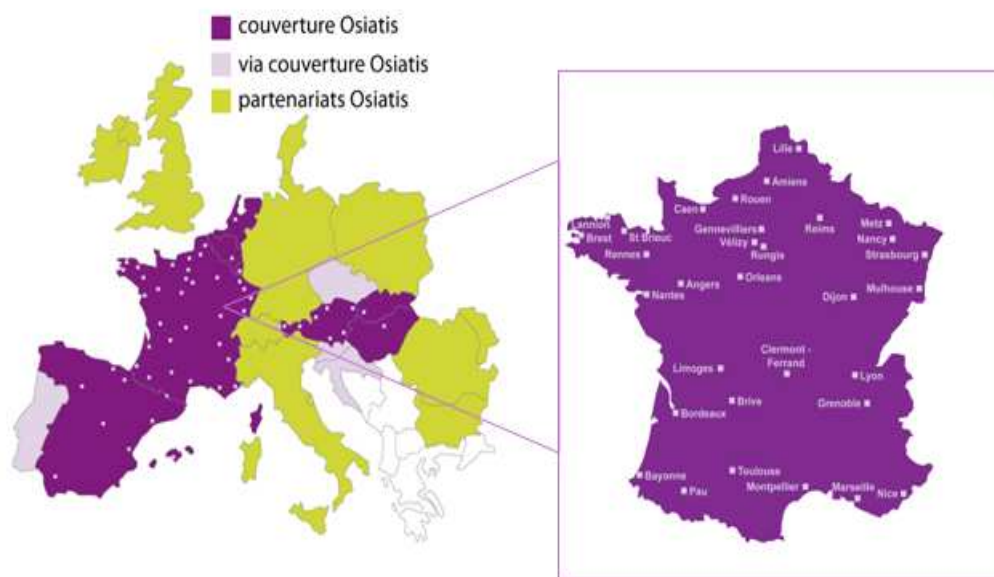 couverture Osiatis
via couverture Osiatis
partenariats Osiatis
Lille
Amiens
Rouen
Caen
Reims
Metz
Lannion
Gennevilliers
St Brieuc
Brest
Vélizy
Nancy
Rungis
Rennes
Strasbourg
Orleans
Angers
Mulhouse
Nantes
Dijon
Clermont -
Ferrand
Limoges
Lyon
Brive
Grenoble
Bordeaux
Toulouse
Bayonne
Montpellier
Marseille
Pau
Nice